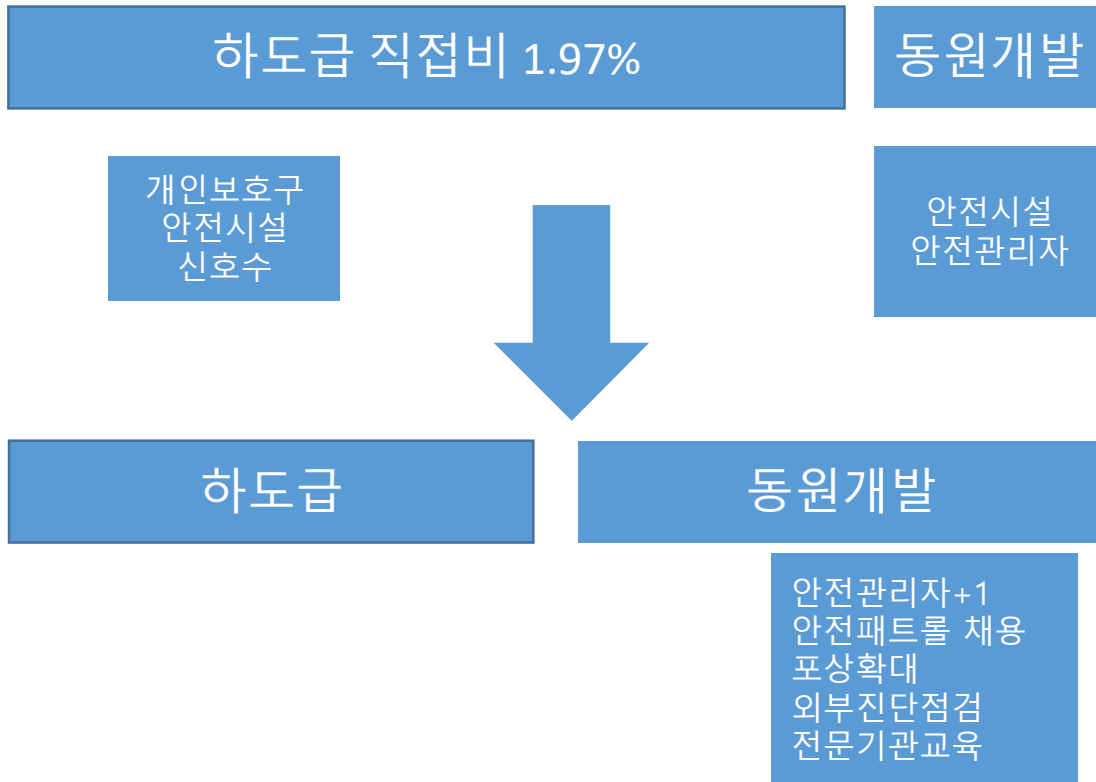 하도급 직접비 1.97%
동원개발
개인보호구
안전시설
신호수
안전시설
안전관리자
하도급
동원개발
안전관리자+1
안전패트롤 채용
포상확대
외부진단점검
전문기관교육